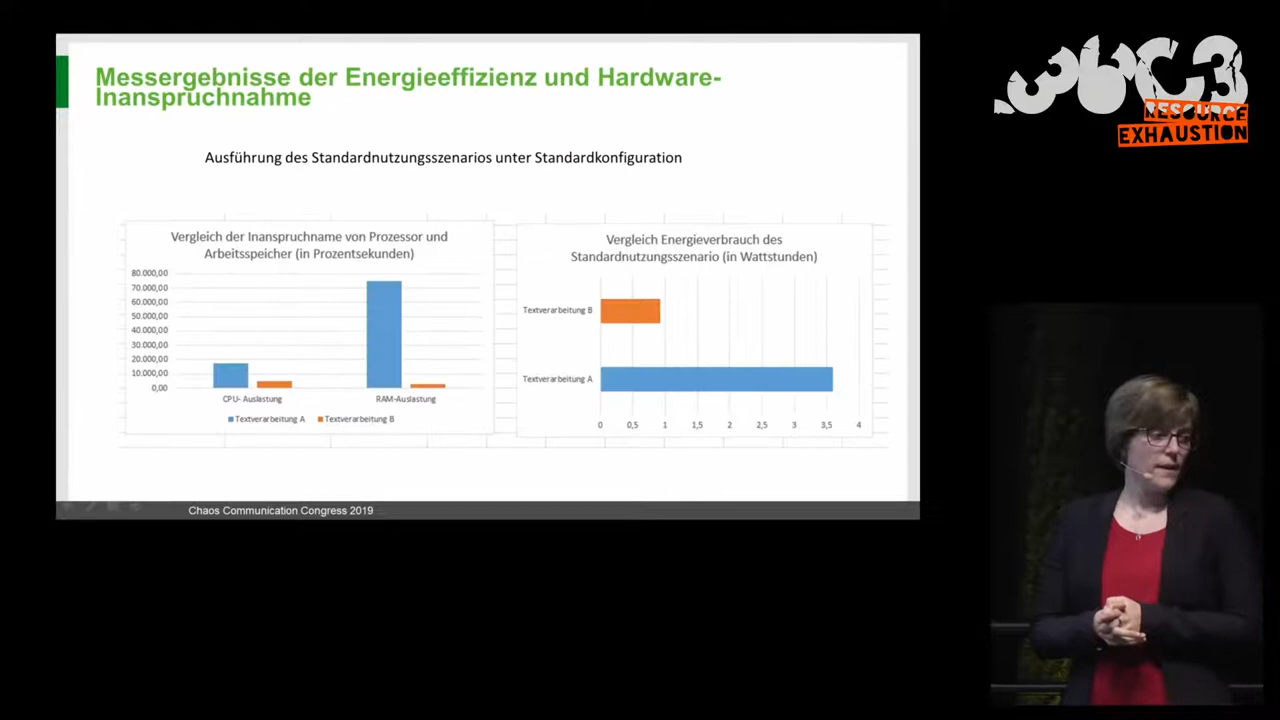 Messergebnisse der Energieeffizienz und Hardware-
Inanspruchnahme
Ausführung des Standardnutzungsszenarios unter Standardkonfiguration
Vergleich der Inanspruchname von Prozessor und
Arbeitsspeicher (in Prozentsekunden)
80.000,00
70.000,00
60.000,00
50.000,00
40.000,00
30.000,00
20.000,00
10.000,00
0,00
CPU- Auslastung
RAM-Auslastung
Textverarbeitung A
Textverarbeitung B
Vergleich Energieverbrauch des
Standardnutzungsszenario (in Wattstunden)
Textverarbeitung B
Textverarbeitung A
0 0,5 1 1,5 2 2,5 3 3,5 4
Chaos Communication Congress 2019
36C3
RESOURCE
EXHAUSTION